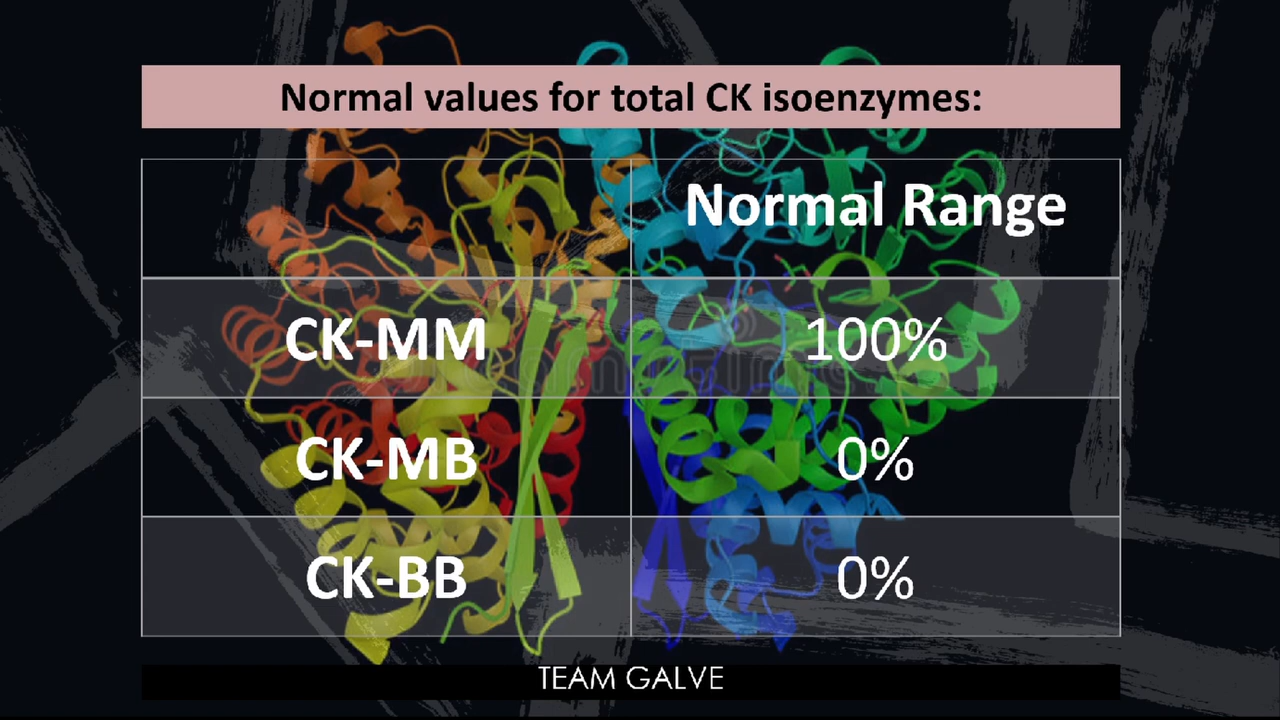 Normal values for total CK isoenzymes:
Normal Range
CK-MM 100%
CK-MB 0%
CK-BB 0%
TEAM GALVE